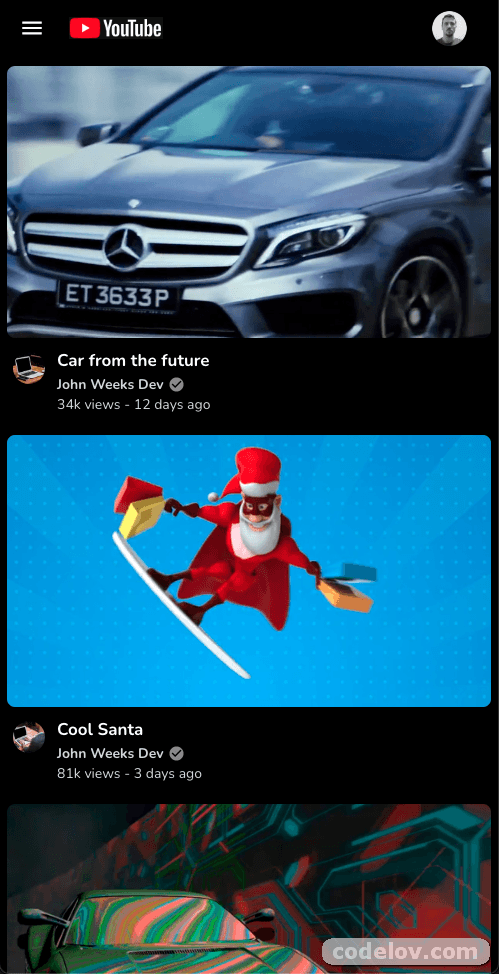 YouTube
ET 3633P
Car from the future
John Weeks Dev
34k views - 12 days ago
Cool Santa
John Weeks Dev
81k views - 3 days ago
codelov.com